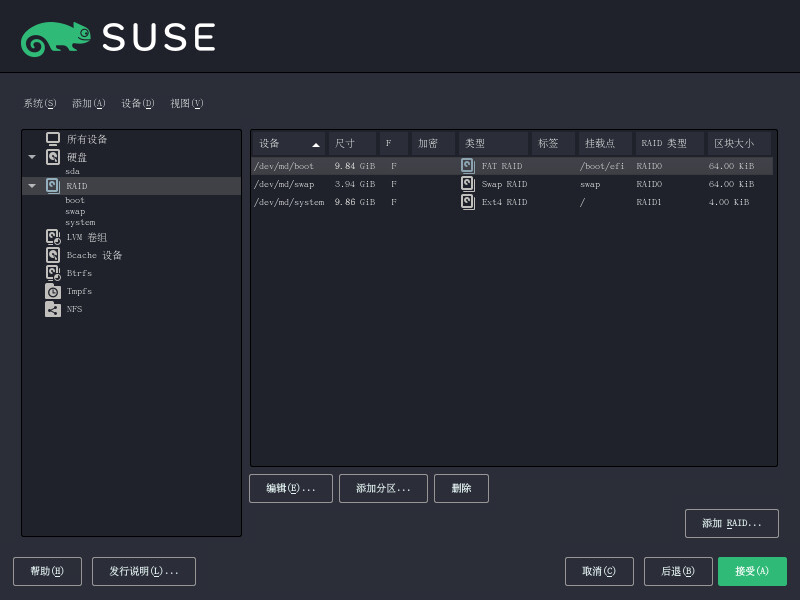 SUSE
系统(S) 添加(A) 设备(D) 视图(V)
所有设备
硬盘
sda
RAID
boot
swap
system
LVM 卷组
Bcache 设备
Btrfs
Tmpfs
NFS
设备 尺寸 F 加密 类型 标签 挂载点 RAID 类型 区块大小
/dev/md/boot 9.84 GiB F FAT RAID /boot/efi RAID0 64.00 KiB
/dev/md/swap 3.94 GiB F Swap RAID swap RAID0 64.00 KiB
/dev/md/system 9.86 GiB F Ext4 RAID / RAID1 4.00 KiB
编辑(E)... 添加分区... 删除
添加 RAID...
帮助(H) 发行说明(L)... 取消(C) 后退(B) 接受(A)